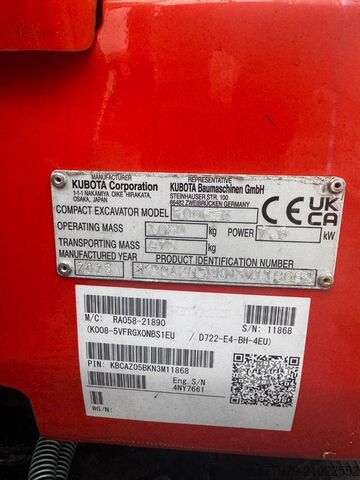 MANUFACTURER
KUBOTA Corporation
1-1-1 NAKAMIYA OIKE HIRAKATA,
OSAKA, JAPAN
REPRESENTATIVE
KUBOTA Baumaschinen GmbH
STEINHAUSER STR. 100
66482 ZWEIBRÜCKEN GERMANY
COMPACT EXCAVATOR MODEL
OPERATING MASS kg POWER kW
TRANSPORTING MASS kg
MANUFACTURED YEAR PRODUCT IDENTIFICATION NUMBER
CE
UK
CA
M/C: RA058-21890 S/N: 11868
(K008-5VFRGXONBS1EU / D722-E4-BH-4EU)
PIN: KBCAZ05BKN3M11868
Eng.S/N
4NY7661
WG/N: